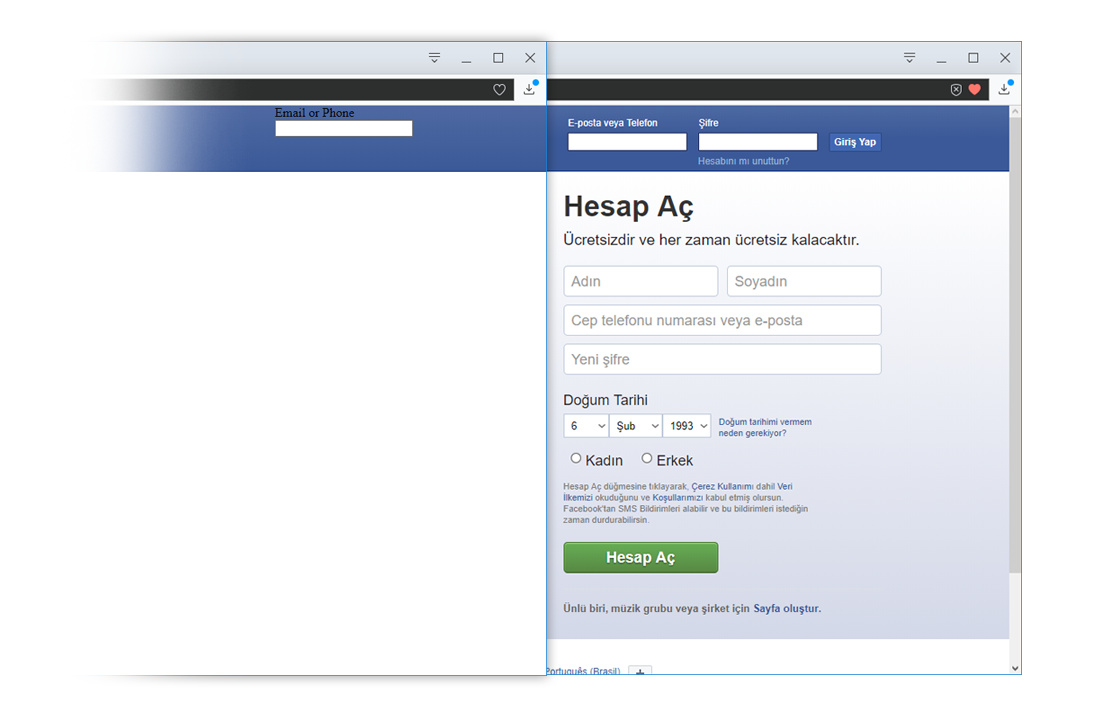 Email or Phone
E-posta veya Telefon
Şifre
Giriş Yap
Hesabını mı unuttun?
Hesap Aç
Ücretsizdir ve her zaman ücretsiz kalacaktır.
Adın
Soyadın
Cep telefonu numarası veya e-posta
Yeni şifre
Doğum Tarihi
6
Şub
1993
Doğum tarihimi vermem
neden gerekiyor?
Kadın
Erkek
Hesap Aç düğmesine tıklayarak, Çerez Kullanımı dahil Veri
İlkemizi okuduğunu ve Koşullarımızı kabul etmiş olursun.
Facebook'tan SMS Bildirimleri alabilir ve bu bildirimleri istediğin
zaman durdurabilirsin.
Hesap Aç
Ünlü biri, müzik grubu veya şirket için Sayfa oluştur.
Português (Brasil)